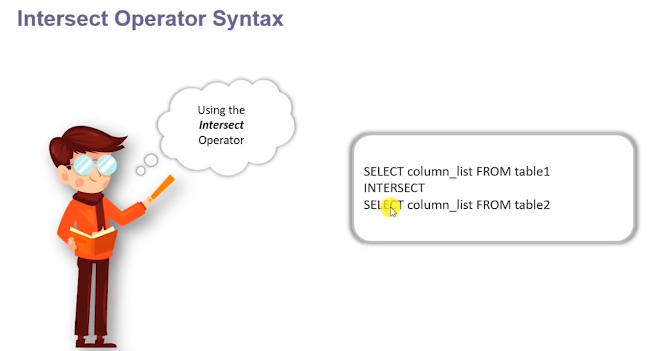 Intersect Operator Syntax
Using the
Intersect
Operator
SELECT column_list FROM table1
INTERSECT
SELECT column_list FROM table2